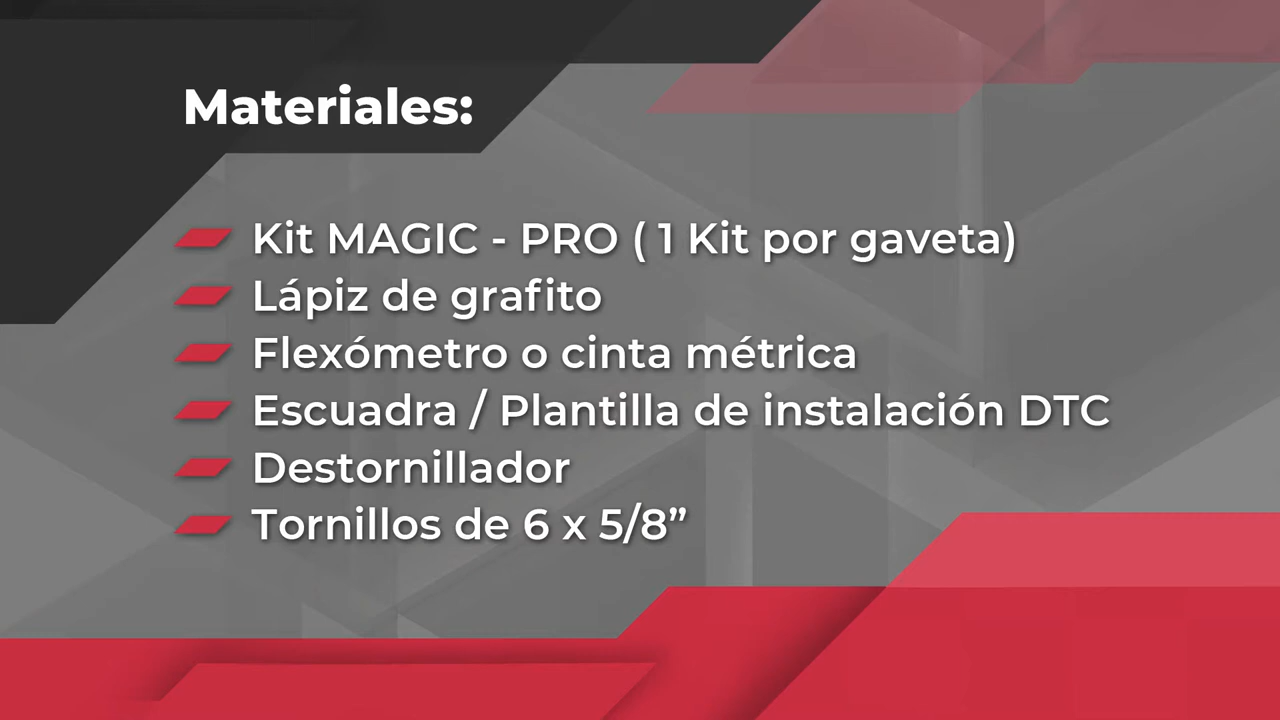 Materiales:
Kit MAGIC - PRO ( 1 Kit por gaveta)
Lápiz de grafito
Flexómetro o cinta métrica
Escuadra / Plantilla de instalación DTC
Destornillador
Tornillos de 6 x 5/8”